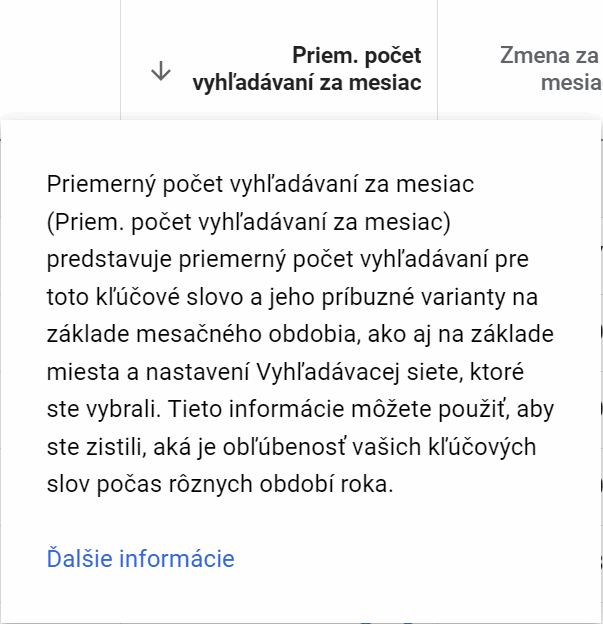 Priem. počet
vyhľadávaní za mesiac
Zmena za
mesia
Priemerný počet vyhľadávaní za mesiac
(Priem. počet vyhľadávaní za mesiac)
predstavuje priemerný počet vyhľadávaní pre
toto kľúčové slovo a jeho príbuzné varianty na
základe mesačného obdobia, ako aj na základe
miesta a nastavení Vyhľadávacej siete, ktoré
ste vybrali. Tieto informácie môžete použiť, aby
ste zistili, aká je obľúbenosť vašich kľúčových
slov počas rôznych období roka.
Ďalšie informácie